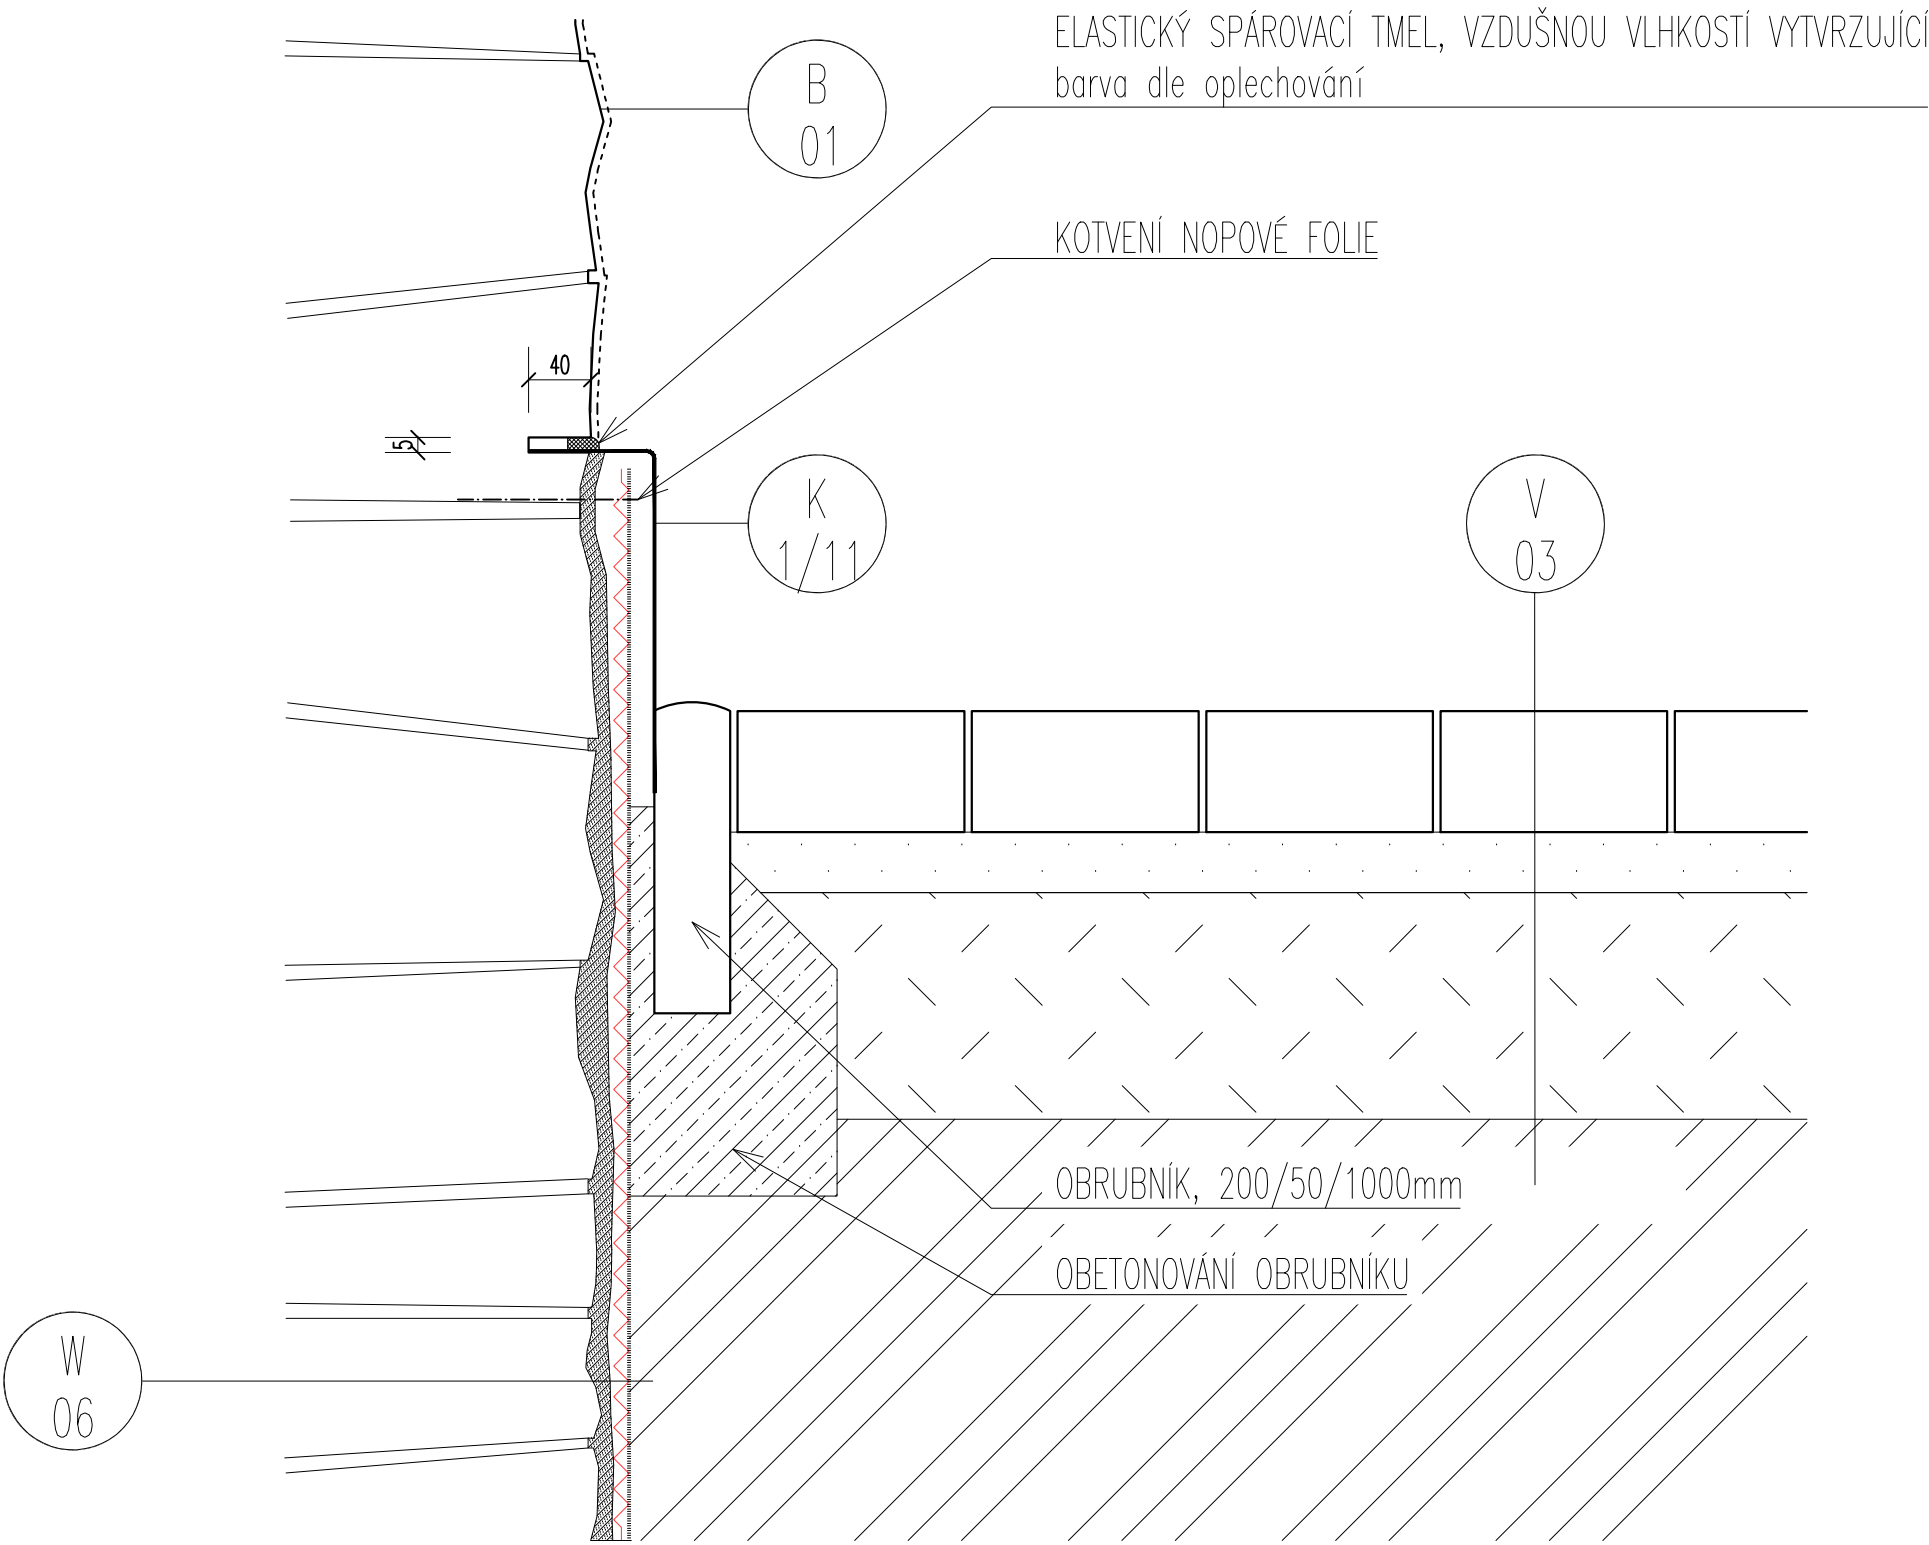 ELASTICKÝ SPÁROVACÍ TMEL, VZDUŠNOU VLHKOSTÍ VYTVRZUJÍCÍ
barva dle oplechování
B
01
KOTVENÍ NOPOVÉ FOLIE
40
5
K
1/11
V
03
OBRUBNÍK, 200/50/1000mm
OBETONOVÁNÍ OBRUBNÍKU
W
06